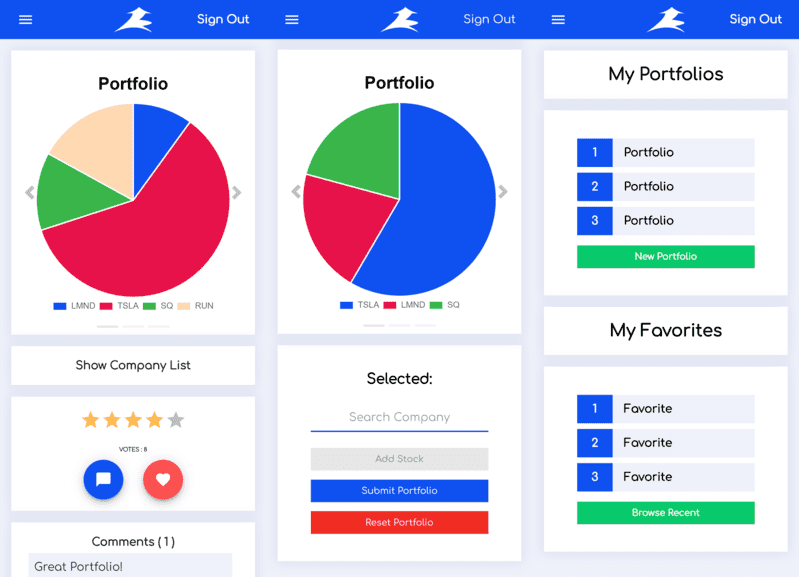 Sign Out
Portfolio
LMND TSLA SQ RUN
Show Company List
VOTES : 8
Comments ( 1 )
Great Portfolio!
Sign Out
Portfolio
TSLA LMND SQ
Selected:
Search Company
Add Stock
Submit Portfolio
Reset Portfolio
Sign Out
My Portfolios
1 Portfolio
2 Portfolio
3 Portfolio
New Portfolio
My Favorites
1 Favorite
2 Favorite
3 Favorite
Browse Recent